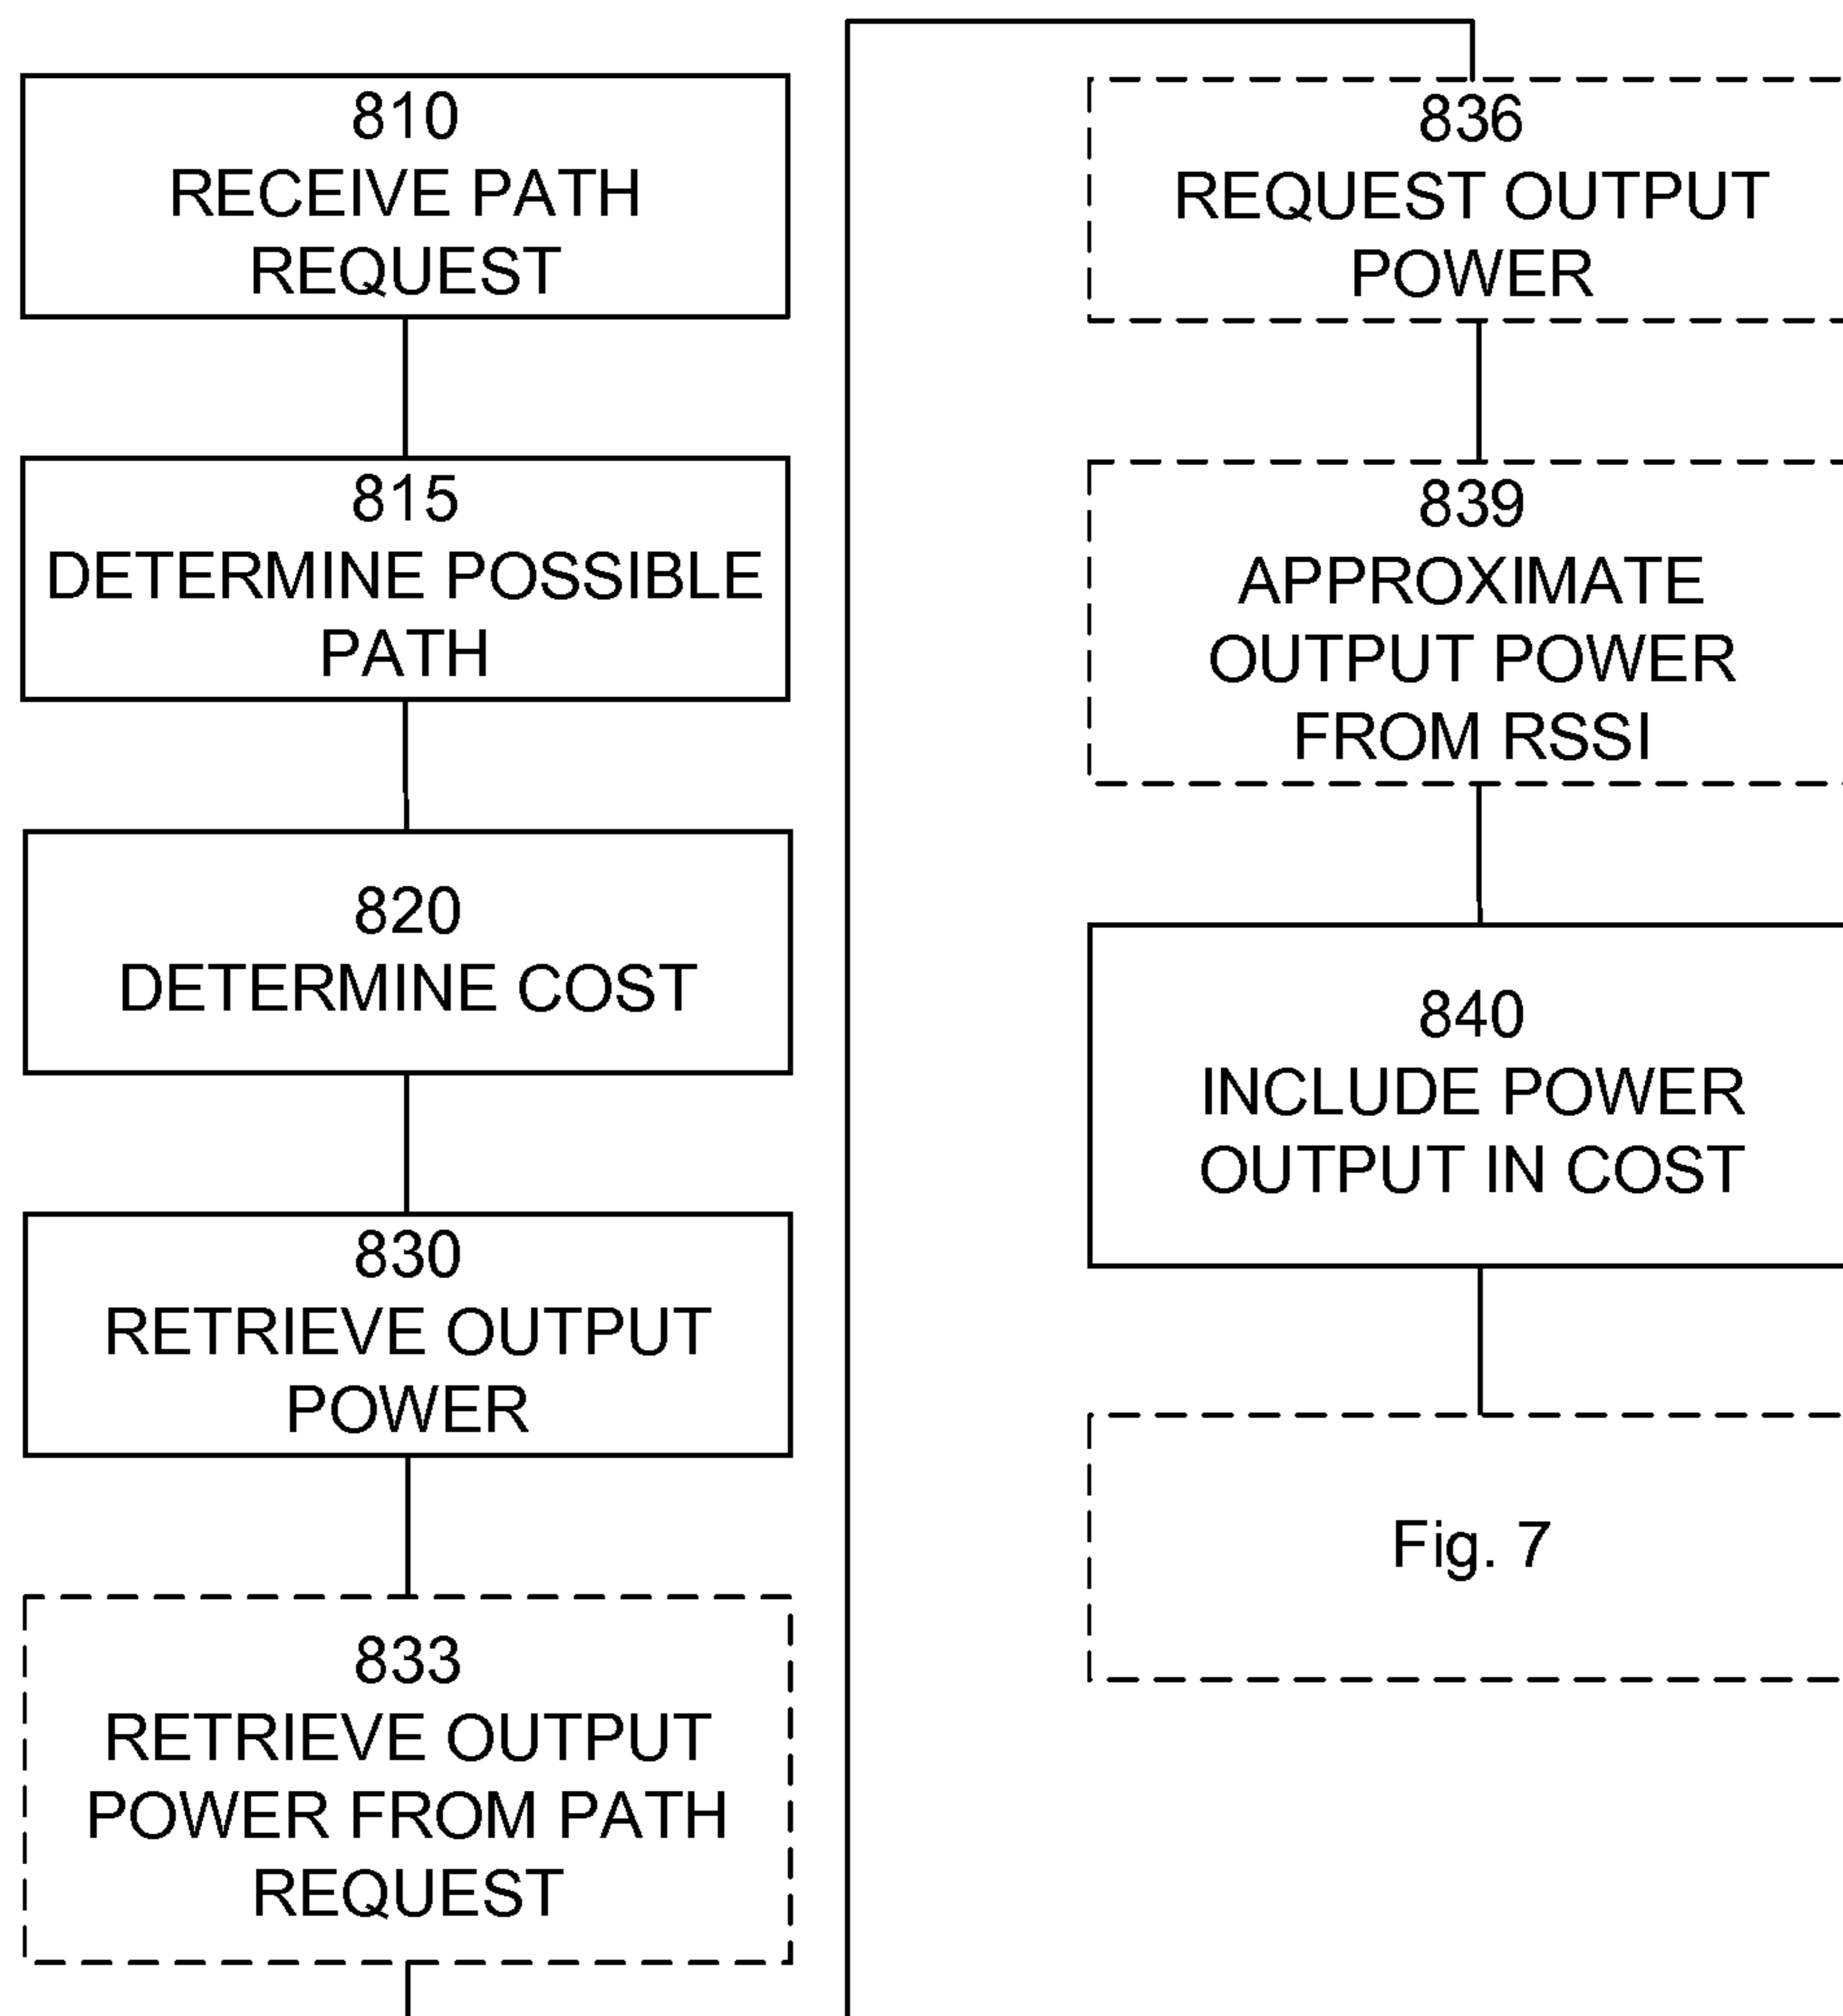 810
RECEIVE PATH
REQUEST
815
DETERMINE POSSIBLE
PATH
820
DETERMINE COST
830
RETRIEVE OUTPUT
POWER
833
RETRIEVE OUTPUT
POWER FROM PATH
REQUEST
836
REQUEST OUTPUT
POWER
839
APPROXIMATE
OUTPUT POWER
FROM RSSI
840
INCLUDE POWER
OUTPUT IN COST
Fig. 7